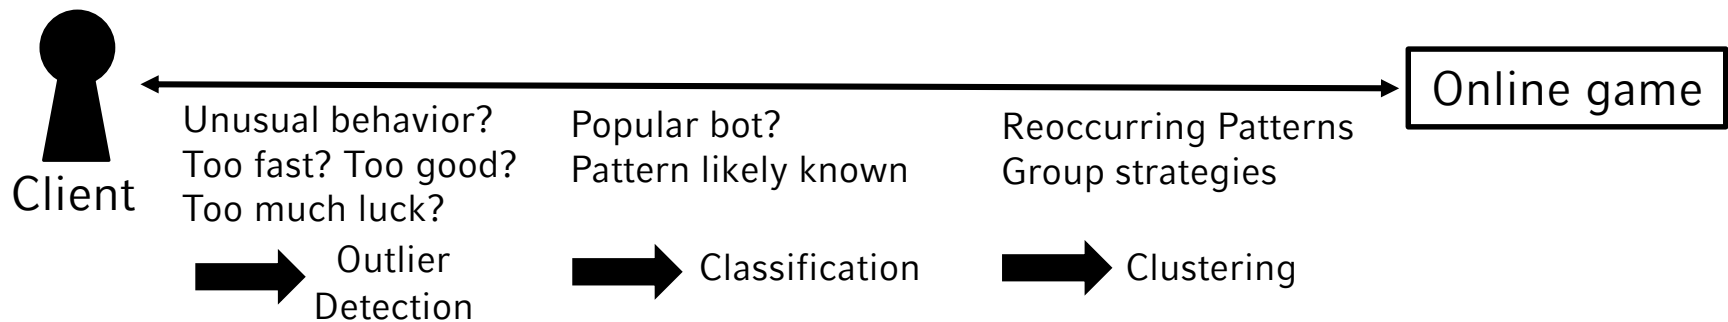 Client
Unusual behavior?
Too fast? Too good?
Too much luck?
Outlier
Detection
Popular bot?
Pattern likely known
Classification
Reoccurring Patterns
Group strategies
Clustering
Online game